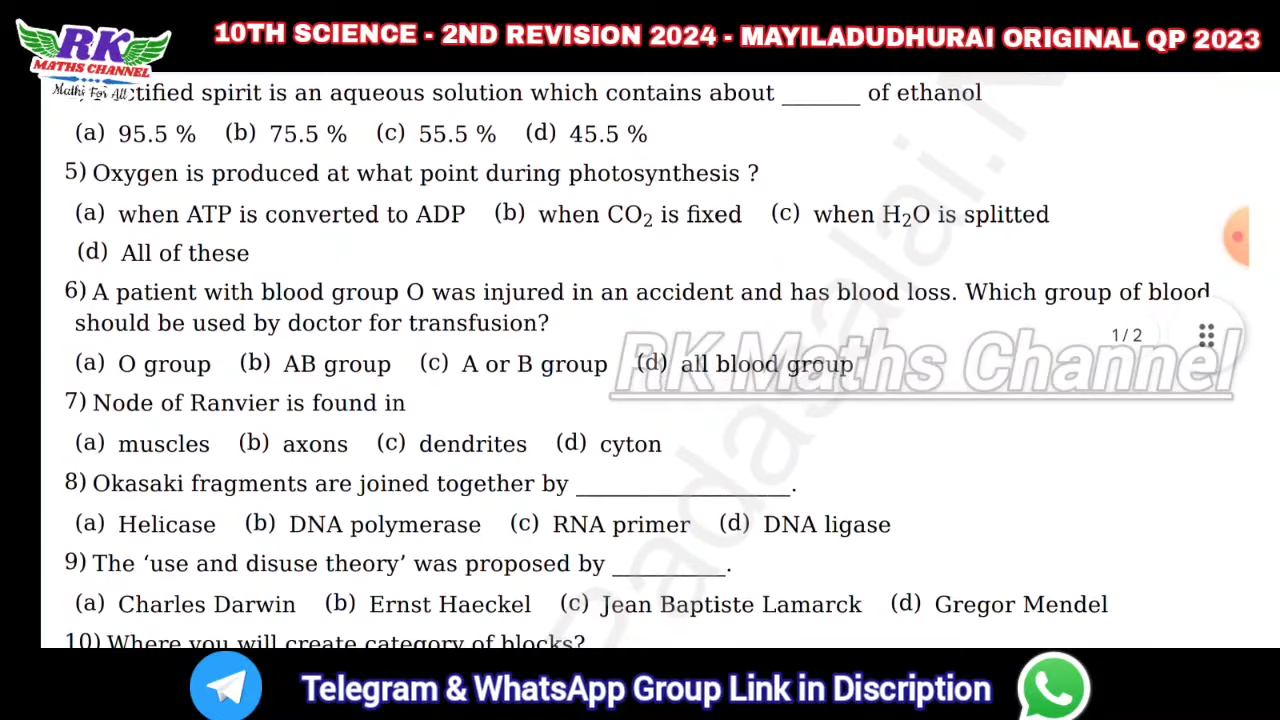 RK
MATHS CHANNEL
Maths For All
10TH SCIENCE - 2ND REVISION 2024 - MAYILADUDHURAI ORIGINAL QP 2023
tified spirit is an aqueous solution which contains about _______ of ethanol
(a) 95.5 % (b) 75.5 % (c) 55.5 % (d) 45.5 %
5) Oxygen is produced at what point during photosynthesis ?
(a) when ATP is converted to ADP (b) when CO₂ is fixed (c) when H₂O is splitted
(d) All of these
6) A patient with blood group O was injured in an accident and has blood loss. Which group of blood
should be used by doctor for transfusion?
1/2
(a) O group (b) AB group (c) A or B group (d) all blood group
RK Maths Channel
7) Node of Ranvier is found in
(a) muscles (b) axons (c) dendrites (d) cyton
8) Okasaki fragments are joined together by ___________________.
(a) Helicase (b) DNA polymerase (c) RNA primer (d) DNA ligase
9) The ‘use and disuse theory’ was proposed by __________.
(a) Charles Darwin (b) Ernst Haeckel (c) Jean Baptiste Lamarck (d) Gregor Mendel
10) Where you will create category of blocks?
Telegram & WhatsApp Group Link in Discription